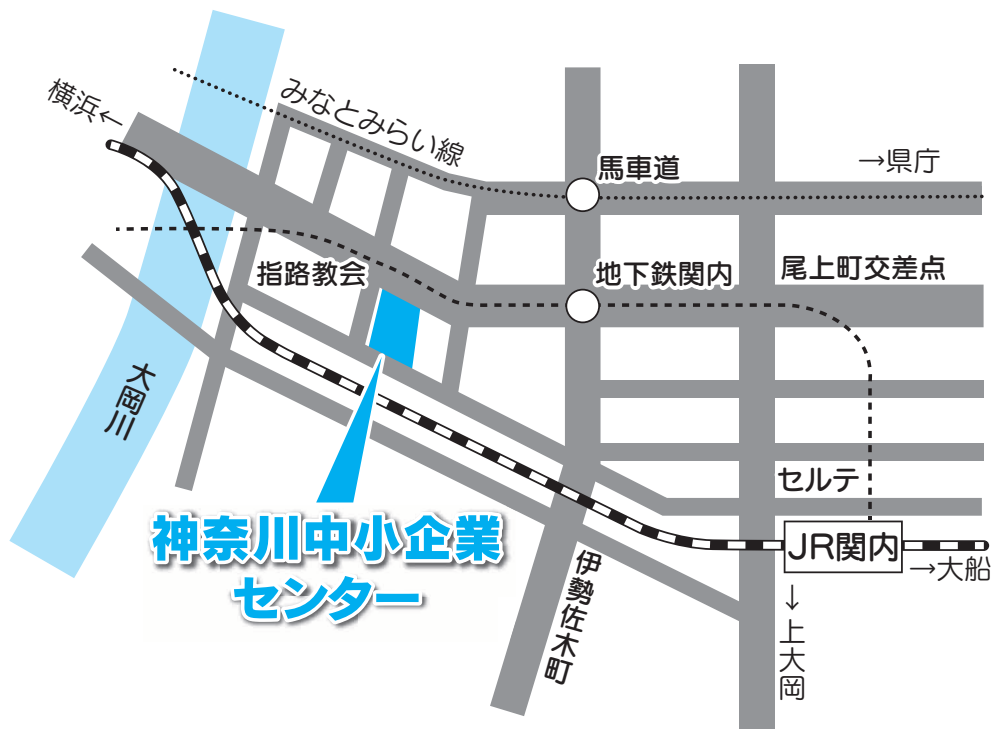 横浜←
みなとみらい線
馬車道
→県庁
指路教会
地下鉄関内
尾上町交差点
大岡川
セルテ
神奈川中小企業
センター
JR関内
→大船
伊勢佐木町
↓上大岡